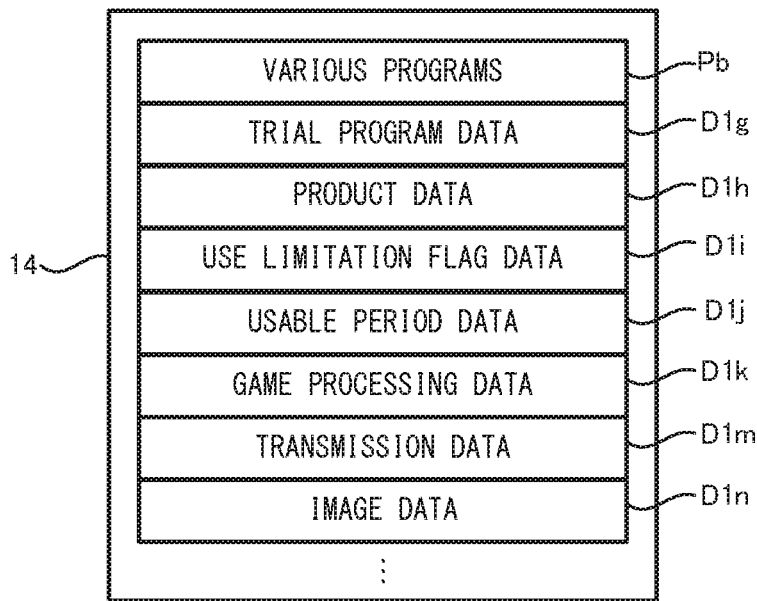 VARIOUS PROGRAMS Pb
TRIAL PROGRAM DATA D1g
PRODUCT DATA D1h
14 USE LIMITATION FLAG DATA D1i
USABLE PERIOD DATA D1j
GAME PROCESSING DATA D1k
TRANSMISSION DATA D1m
IMAGE DATA D1n
⋮